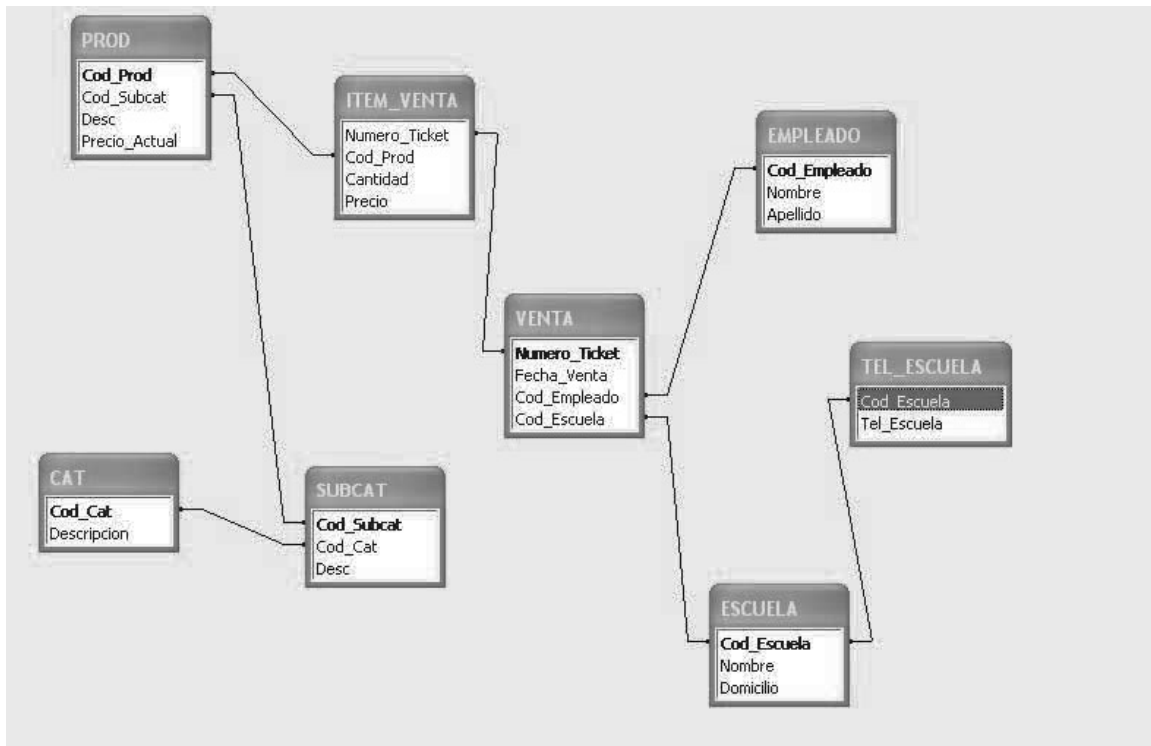 PROD
Cod_Prod
Cod_Subcat
Desc
Precio_Actual
ITEM_VENTA
Numero_Ticket
Cod_Prod
Cantidad
Precio
EMPLEADO
Cod_Empleado
Nombre
Apellido
VENTA
Numero_Ticket
Fecha_Venta
Cod_Empleado
Cod_Escuela
TEL_ESCUELA
Cod_Escuela
Tel_Escuela
CAT
Cod_Cat
Descripcion
SUBCAT
Cod_Subcat
Cod_Cat
Desc
ESCUELA
Cod_Escuela
Nombre
Domicilio